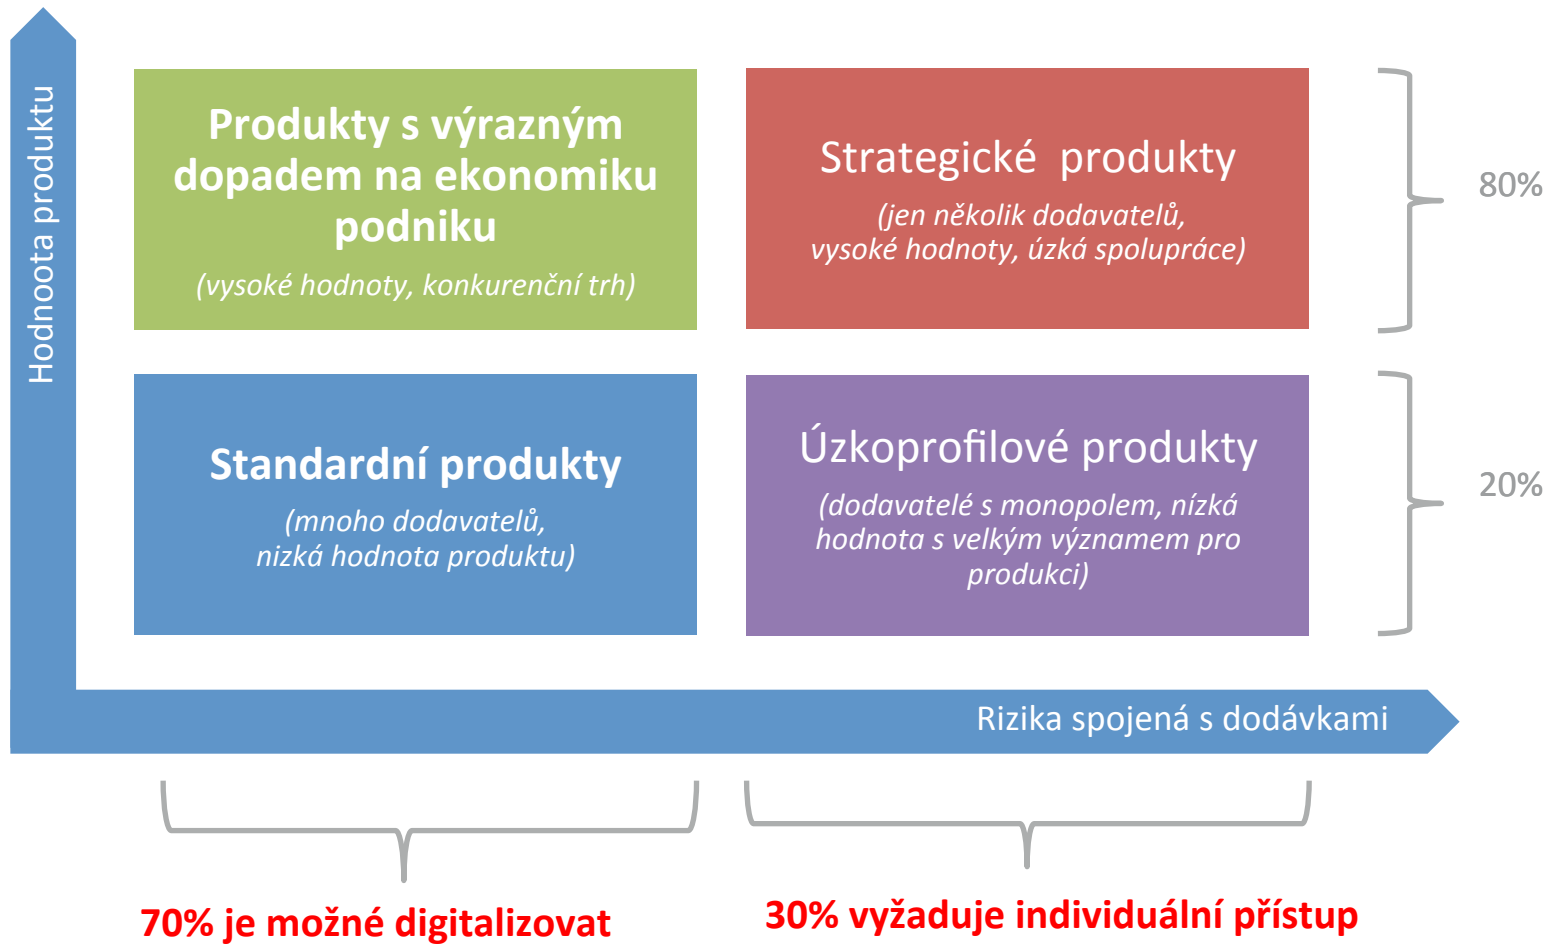 Hodnoota produktu
Produkty s výrazným
dopadem na ekonomiku
podniku
(vysoké hodnoty, konkurenční trh)
Strategické produkty
(jen několik dodavatelů,
vysoké hodnoty, úzká spolupráce)
80%
Standardní produkty
(mnoho dodavatelů,
nizká hodnota produktu)
Úzkoprofilové produkty
(dodavatelé s monopolem, nízká
hodnota s velkým významem pro
produkci)
20%
Rizika spojená s dodávkami
70% je možné digitalizovat
30% vyžaduje individuální přístup